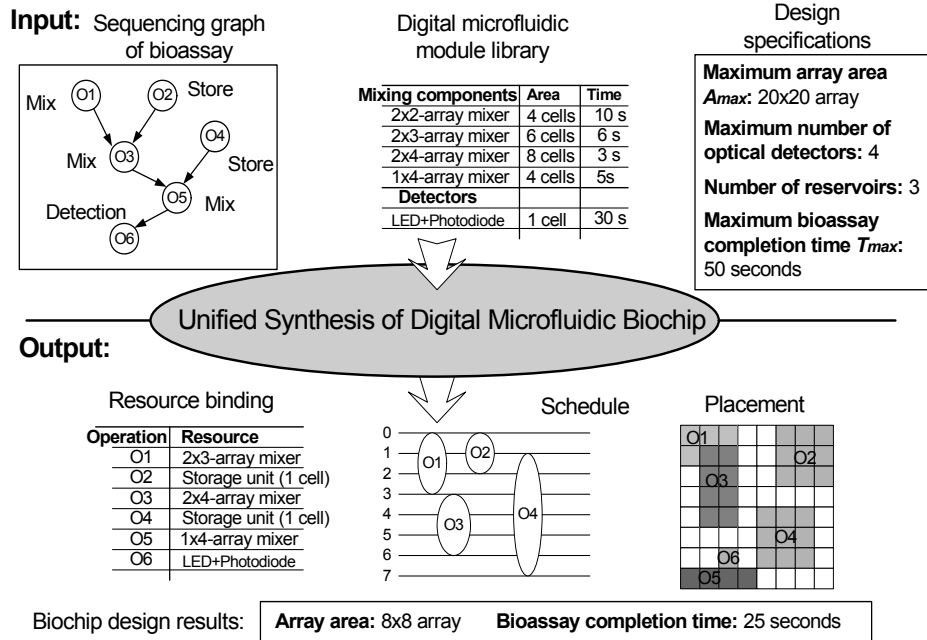 Input:
Sequencing graph
of bioassay
O1
O2
Store
Mix
O4
O3
Mix
Store
O5
Detection
Mix
O6
Digital microfluidic
module library
Mixing components Area Time
2x2-array mixer 4 cells 10 s
2x3-array mixer 6 cells 6 s
2x4-array mixer 8 cells 3 s
1x4-array mixer 4 cells 5s
Detectors
LED+Photodiode 1 cell 30 s
Design
specifications
Maximum array area
Amax: 20x20 array
Maximum number of
optical detectors: 4
Number of reservoirs: 3
Maximum bioassay
completion time Tmax:
50 seconds
Unified Synthesis of Digital Microfluidic Biochip
Output:
Resource binding
Operation Resource
O1 2x3-array mixer
O2 Storage unit (1 cell)
O3 2x4-array mixer
O4 Storage unit (1 cell)
O5 1x4-array mixer
O6 LED+Photodiode
Schedule
0
1
2
3
4
5
6
7
O1
O2
O3
O4
Placement
O1
O2
O3
O4
O6
O5
Biochip design results:
Array area: 8x8 array Bioassay completion time: 25 seconds